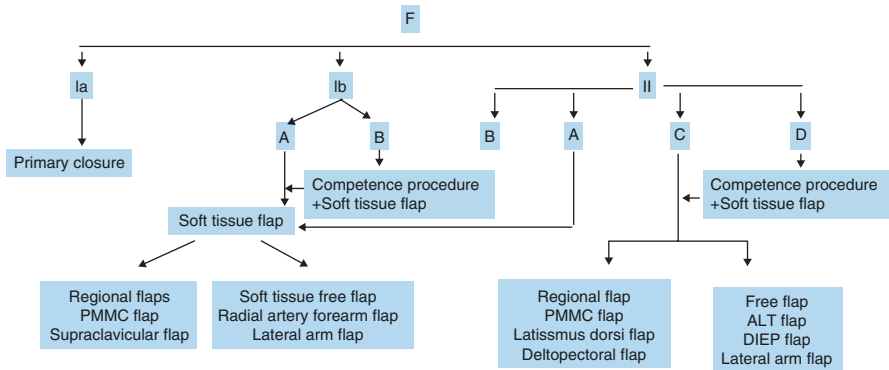 F
Ia
Ib
II
A
B
B
A
C
D
Primary closure
Competence procedure
+Soft tissue flap
Competence procedure
+Soft tissue flap
Soft tissue flap
Regional flaps
PMMC flap
Supraclavicular flap
Soft tissue free flap
Radial artery forearm flap
Lateral arm flap
Regional flap
PMMC flap
Latissmus dorsi flap
Deltopectoral flap
Free flap
ALT flap
DIEP flap
Lateral arm flap